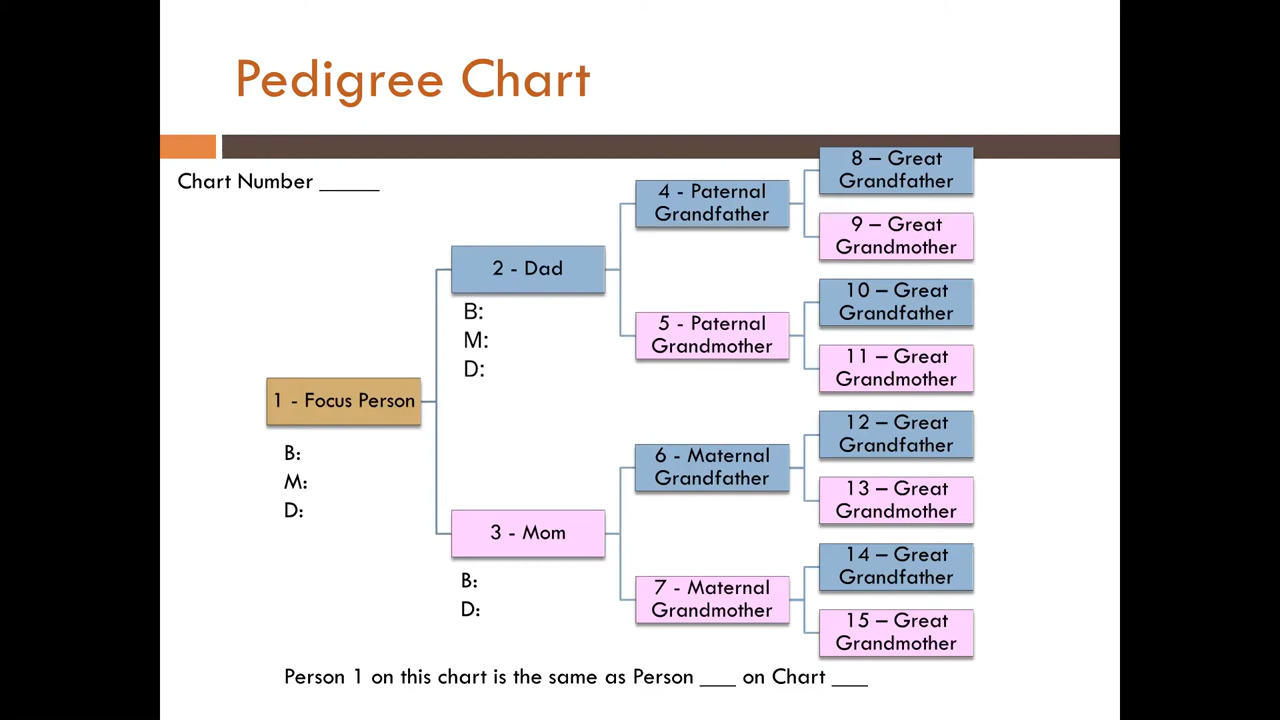 Pedigree Chart
Chart Number _____
1 - Focus Person
B:
M:
D:
2 - Dad
B:
M:
D:
3 - Mom
B:
D:
4 - Paternal
Grandfather
5 - Paternal
Grandmother
6 - Maternal
Grandfather
7 - Maternal
Grandmother
8 – Great
Grandfather
9 – Great
Grandmother
10 – Great
Grandfather
11 – Great
Grandmother
12 – Great
Grandfather
13 – Great
Grandmother
14 – Great
Grandfather
15 – Great
Grandmother
Person 1 on this chart is the same as Person ___ on Chart ___